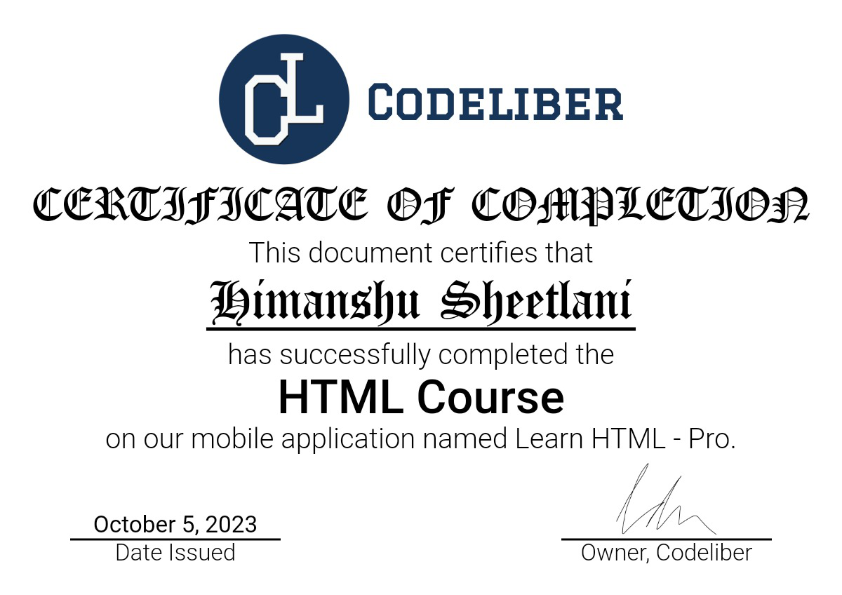 CL CODELIBER
CERTIFICATE OF COMPLETION
This document certifies that
Himanshu Sheetlani
has successfully completed the
HTML Course
on our mobile application named Learn HTML - Pro.
October 5, 2023
Date Issued
Owner, Codeliber